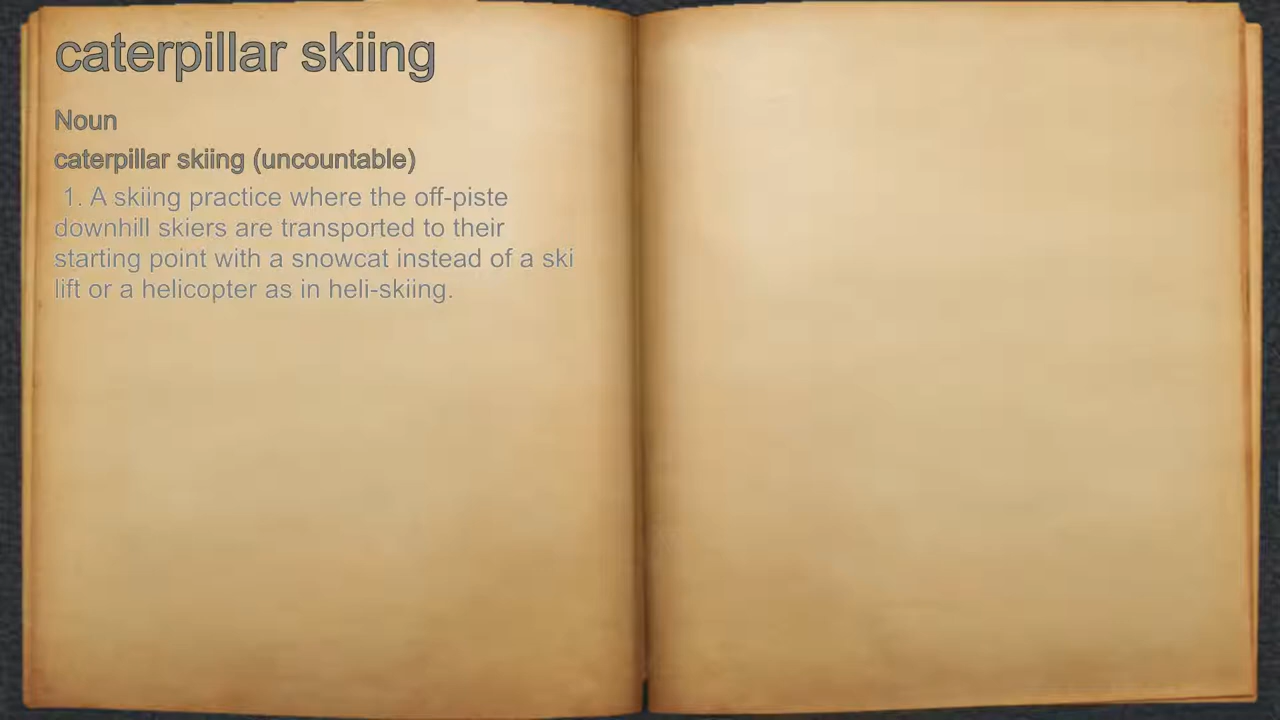 caterpillar skiing
Noun
caterpillar skiing (uncountable)
1. A skiing practice where the off-piste
downhill skiers are transported to their
starting point with a snowcat instead of a ski
lift or a helicopter as in heli-skiing.